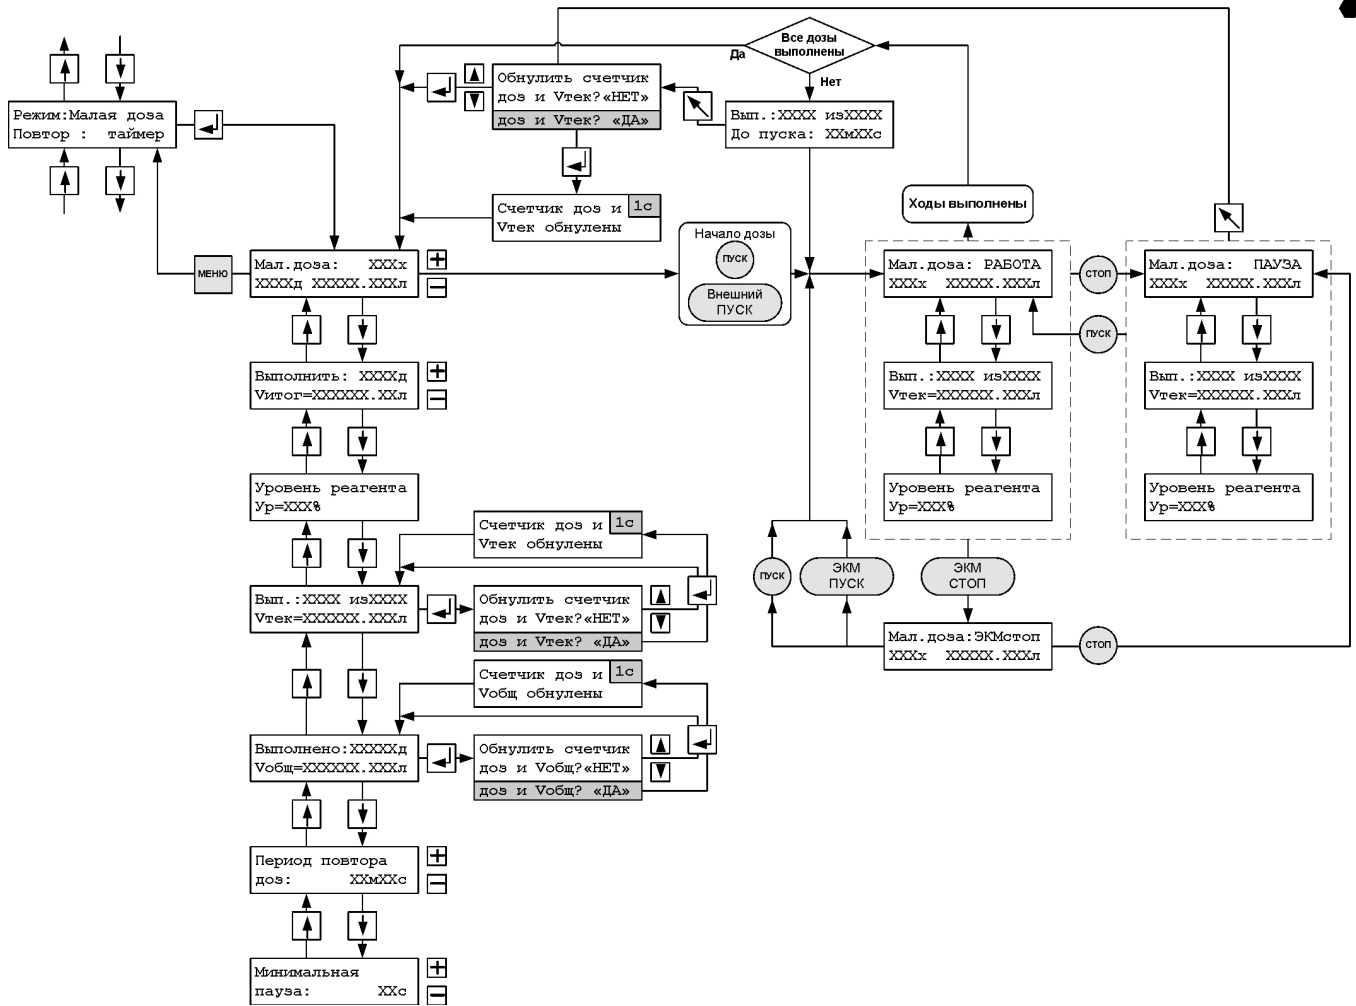 Все дозы
выполнены
Да
Нет
Обнулить счетчик
доз и Vтек?«НЕТ»
доз и Vтек? «ДА»
Режим:Малая доза
Повтор : таймер
Вып.:XXXX изXXXX
До пуска: XXмXXс
Счетчик доз и 1с
Vтек обнулены
Ходы выполнены
Начало дозы
ПУСК
Внешний
ПУСК
МЕНЮ
Мал.доза: XXXх
XXXXд XXXXX.XXXл
+
−
Мал.доза: РАБОТА
XXXх XXXXX.XXXл
СТОП
Мал.доза: ПАУЗА
XXXх XXXXX.XXXл
ПУСК
Выполнить: XXXXд
Vитог=XXXXXX.XXл
+
−
Вып.:XXXX изXXXX
Vтек=XXXXXX.XXXл
Вып.:XXXX изXXXX
Vтек=XXXXXX.XXXл
Уровень реагента
Ур=XXX%
Уровень реагента
Ур=XXX%
Уровень реагента
Ур=XXX%
Счетчик доз и 1с
Vтек обнулены
ПУСК
ЭКМ
ПУСК
ЭКМ
СТОП
Вып.:XXXX изXXXX
Vтек=XXXXXX.XXXл
Обнулить счетчик
доз и Vтек?«НЕТ»
доз и Vтек? «ДА»
Мал.доза:ЭКМстоп
XXXх XXXXX.XXXл
СТОП
Счетчик доз и 1с
Vобщ обнулены
Выполнено:XXXXXд
Vобщ=XXXXXX.XXXл
Обнулить счетчик
доз и Vобщ?«НЕТ»
доз и Vобщ? «ДА»
Период повтора
доз: XXмXXс
+
−
Минимальная
пауза: XXс
+
−